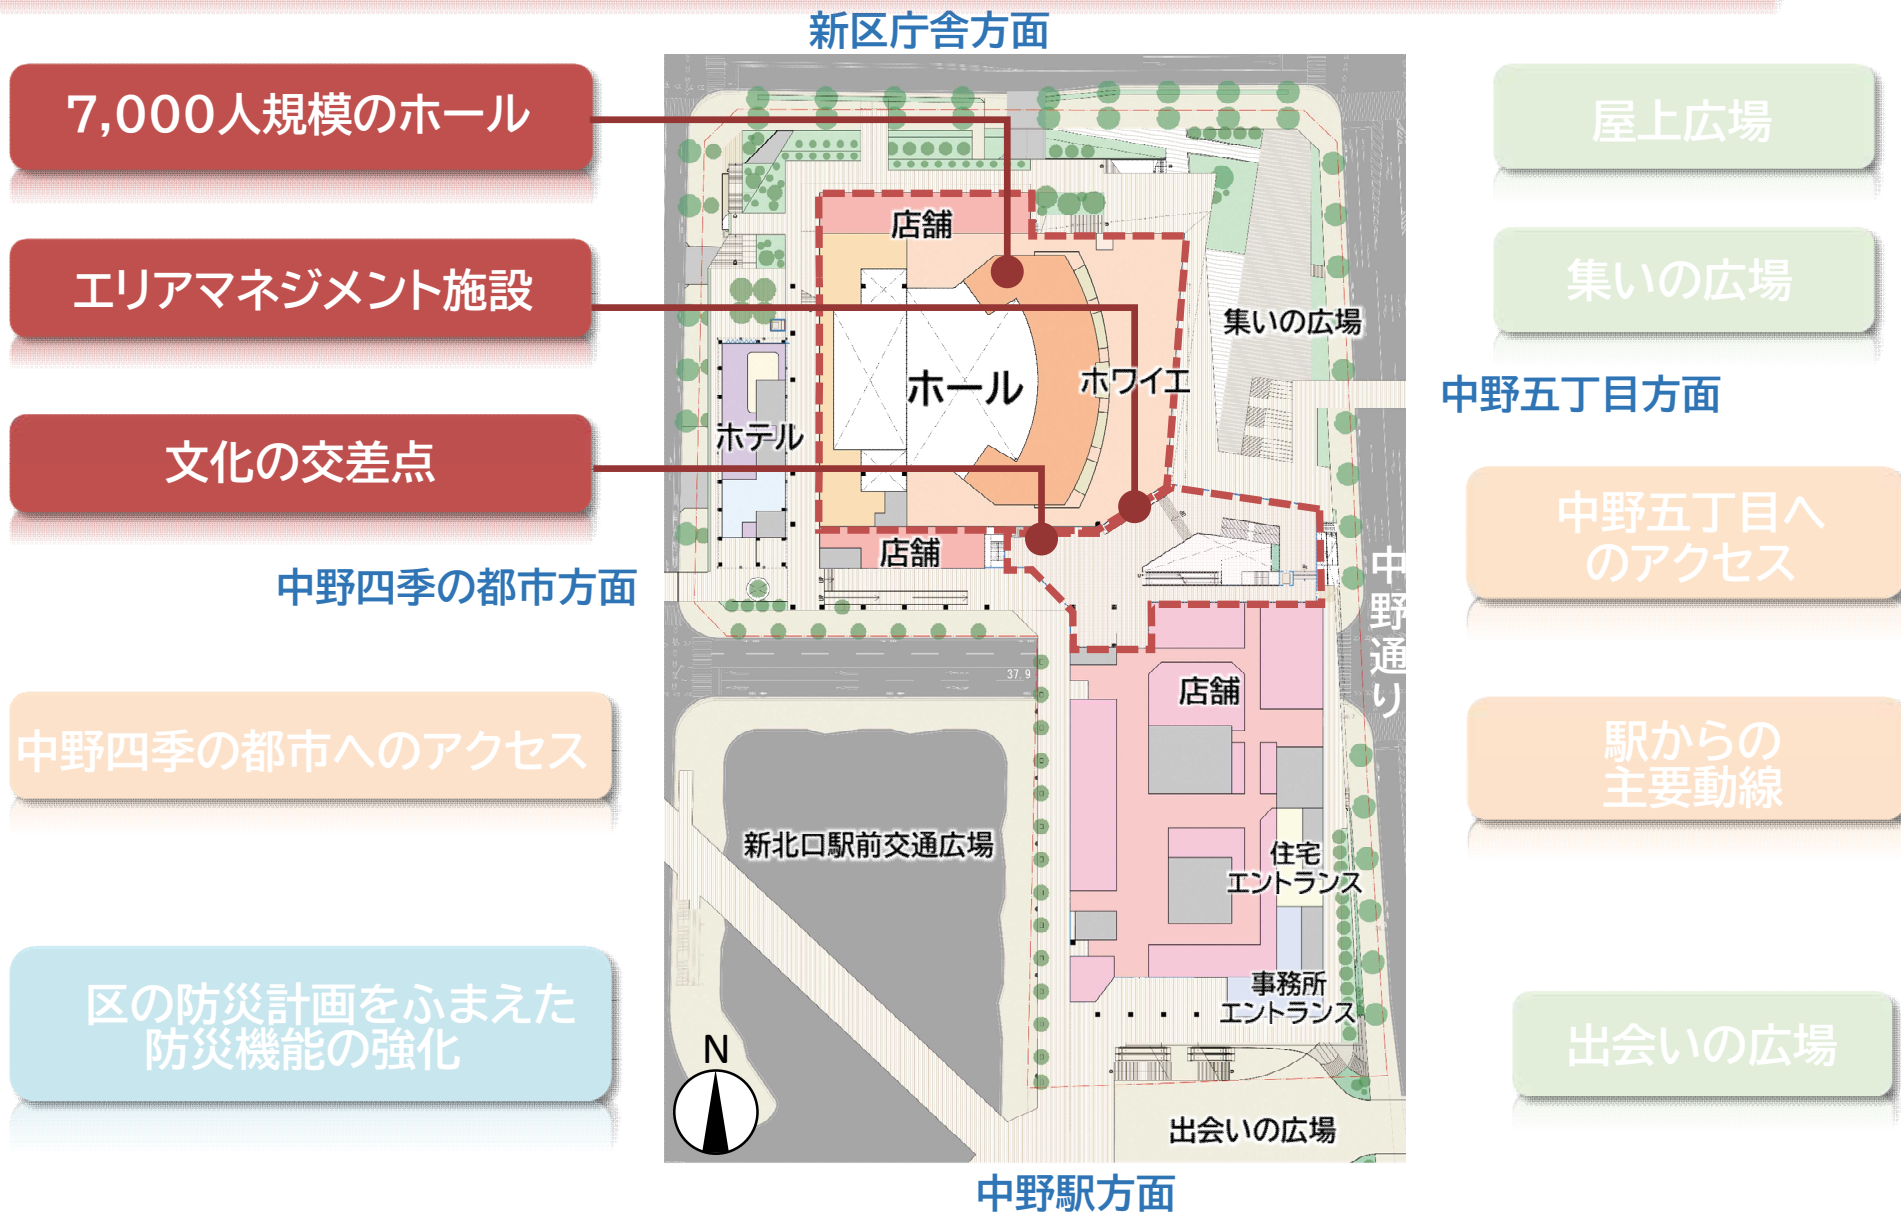 新区庁舎方面
7,000人規模のホール
エリアマネジメント施設
文化の交差点
中野四季の都市方面
中野四季の都市へのアクセス
区の防災計画をふまえた
防災機能の強化
店舗
ホール
ホワイエ
集いの広場
ホテル
店舗
中野通り
37.9
店舗
新北口駅前交通広場
住宅
エントランス
事務所
エントランス
N
出会いの広場
中野駅方面
屋上広場
集いの広場
中野五丁目方面
中野五丁目へ
のアクセス
駅からの
主要動線
出会いの広場